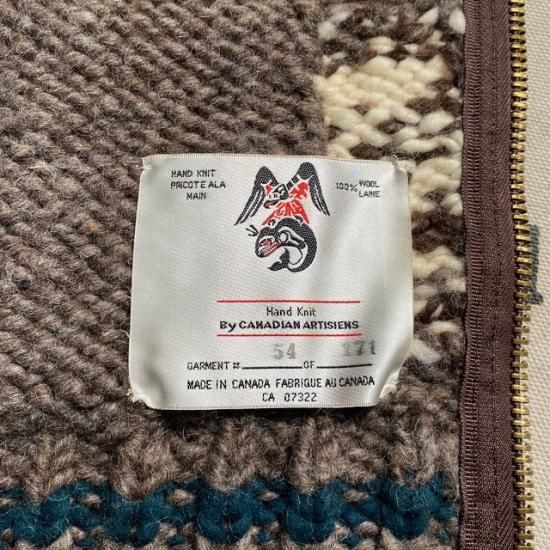 HAND KNIT
PRICOTE ALA
MAIN
100% WOOL
LAINE
Hand Knit
By CANADIAN ARTISIENS
GARMENT # 54 OF 171
MADE IN CANADA FABRIQUE AU CANADA
CA 07322